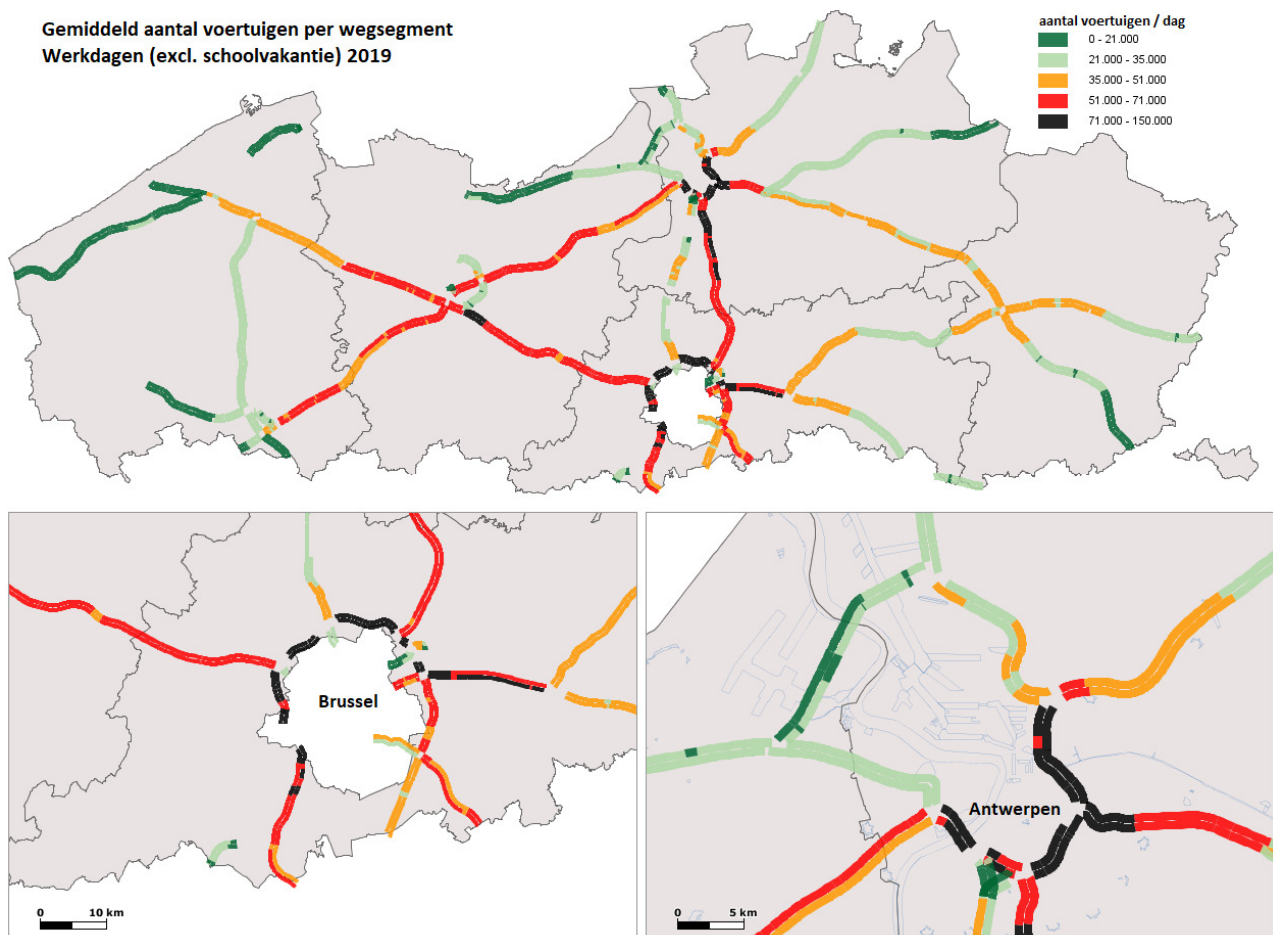 Gemiddeld aantal voertuigen per wegsegment
Werkdagen (excl. schoolvakantie) 2019
aantal voertuigen / dag
0 - 21.000
21.000 - 35.000
35.000 - 51.000
51.000 - 71.000
71.000 - 150.000
Brussel
0 10 km
Antwerpen
0 5 km